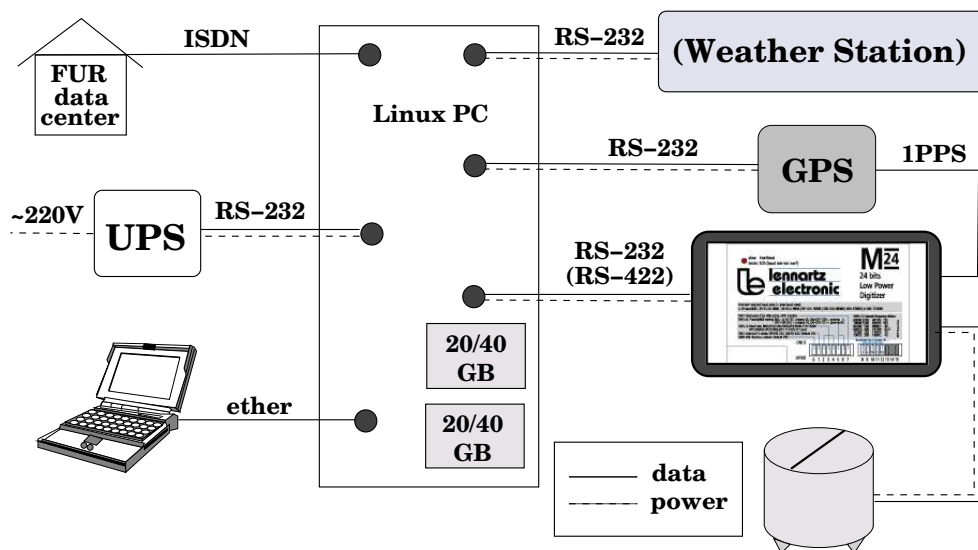 ISDN
RS-232
(Weather Station)
FUR
data
center
Linux PC
RS-232
GPS
1PPS
~220V
UPS
RS-232
RS-232
(RS-422)
lennartz
electronic
M24
24 bits
Low Power
Digitizer
20/40
GB
ether
20/40
GB
data
power